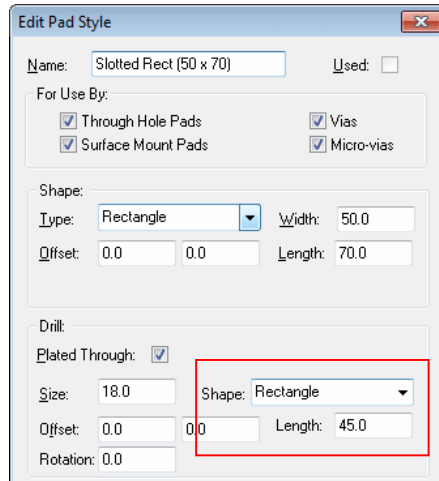 Edit Pad Style
Name: Slotted Rect (50 x 70) Used:
For Use By:
Through Hole Pads Vias
Surface Mount Pads Micro-vias
Shape:
Type: Rectangle Width: 50.0
Offset: 0.0 0.0 Length: 70.0
Drill:
Plated Through:
Size: 18.0 Shape: Rectangle
Offset: 0.0 0.0 Length: 45.0
Rotation: 0.0